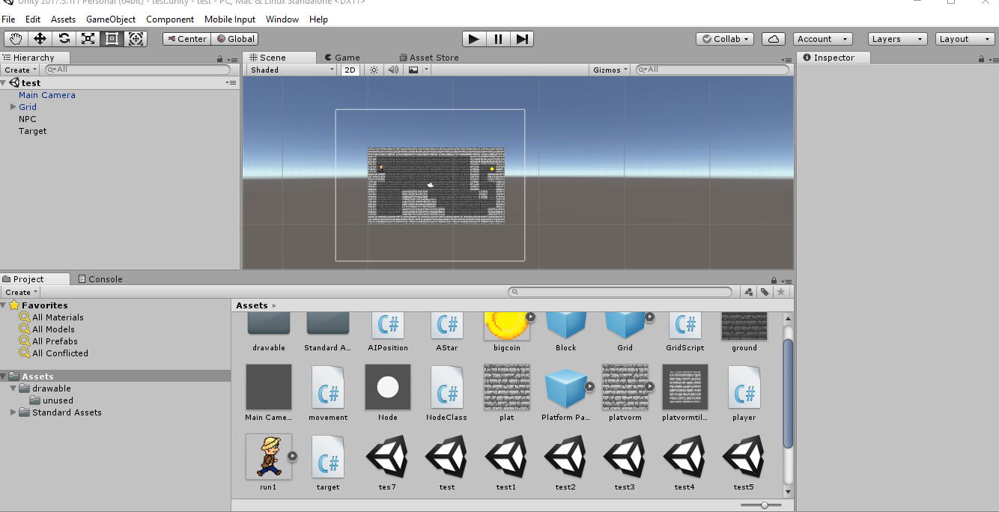 Unity 2017.3.1f1 Personal (64bit) - test.unity - test - PC, Mac & Linux Standalone <DX11>
File Edit Assets GameObject Component Mobile Input Window Help
Center Global Collab Account Layers Layout
Hierarchy
Create All
test
Main Camera
Grid
NPC
Target
Scene Game Asset Store
Shaded 2D Gizmos All
Inspector
Project Console
Create
Favorites
All Materials
All Models
All Prefabs
All Conflicted
Assets
drawable
unused
Standard Assets
Assets
C# C# C#
drawable Standard A... AIPosition AStar bigcoin Block Grid GridScript ground
C# C# C#
Main Came... movement Node NodeClass plat Platform Pa... platvorm platvormtil... player
C#
run1 target tes7 test test1 test2 test3 test4 test5